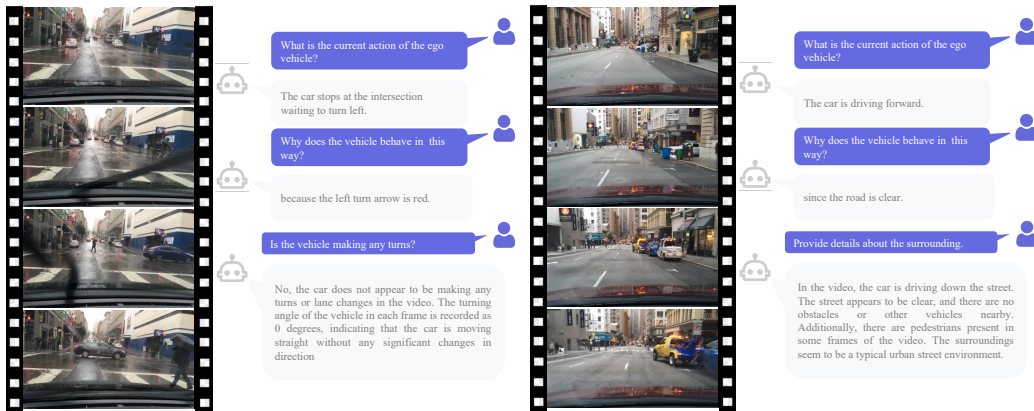 What is the current action of the ego
vehicle?
The car stops at the intersection
waiting to turn left.
Why does the vehicle behave in this
way?
because the left turn arrow is red.
Is the vehicle making any turns?
No, the car does not appear to be making any
turns or lane changes in the video. The turning
angle of the vehicle in each frame is recorded as
0 degrees, indicating that the car is moving
straight without any significant changes in
direction
What is the current action of the ego
vehicle?
The car is driving forward.
Why does the vehicle behave in this
way?
since the road is clear.
Provide details about the surrounding.
In the video, the car is driving down the street.
The street appears to be clear, and there are no
obstacles or other vehicles nearby.
Additionally, there are pedestrians present in
some frames of the video. The surroundings
seem to be a typical urban street environment.